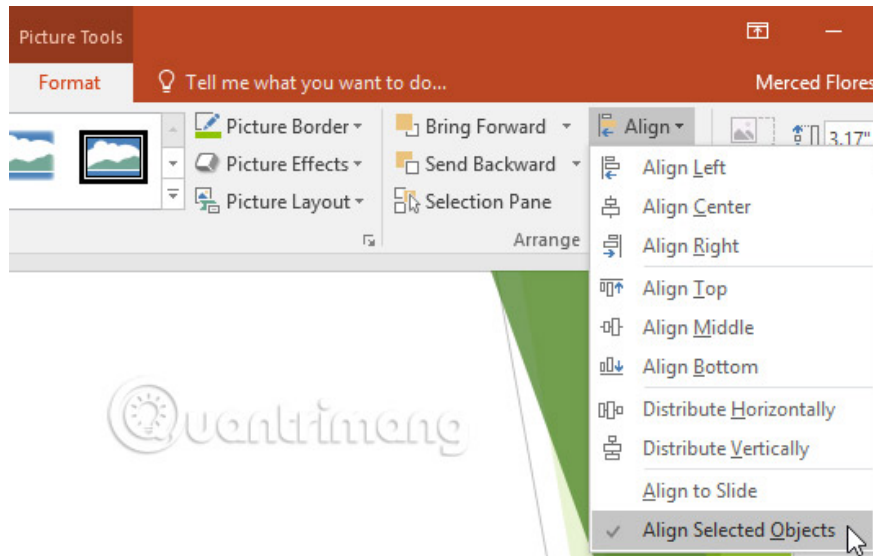 Picture Tools
Format
Tell me what you want to do...
Merced Flores
Picture Border
Picture Effects
Picture Layout
Bring Forward
Send Backward
Selection Pane
Arrange
Align
3.17"
Align Left
Align Center
Align Right
Align Top
Align Middle
Align Bottom
Distribute Horizontally
Distribute Vertically
Align to Slide
Align Selected Objects
Quantrimang